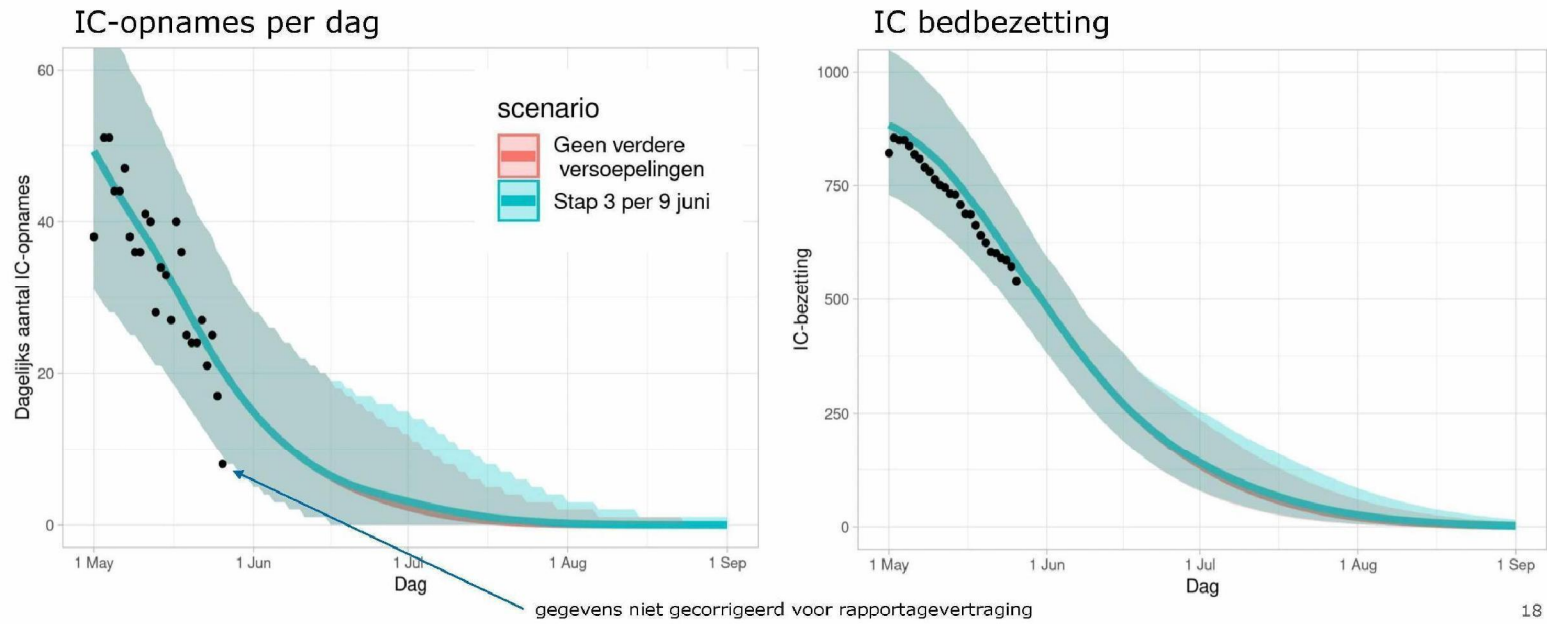 IC-opnames per dag
60
40
20
0
Dagelijks aantal IC-opnames
scenario
Geen verdere
versoepelingen
Stap 3 per 9 juni
1 May
1 Jun
1 Jul
1 Aug
1 Sep
Dag
IC bedbezetting
1000
750
500
250
0
IC-bezetting
1 May
1 Jun
1 Jul
1 Aug
1 Sep
Dag
gegevens niet gecorrigeerd voor rapportagevertraging
18